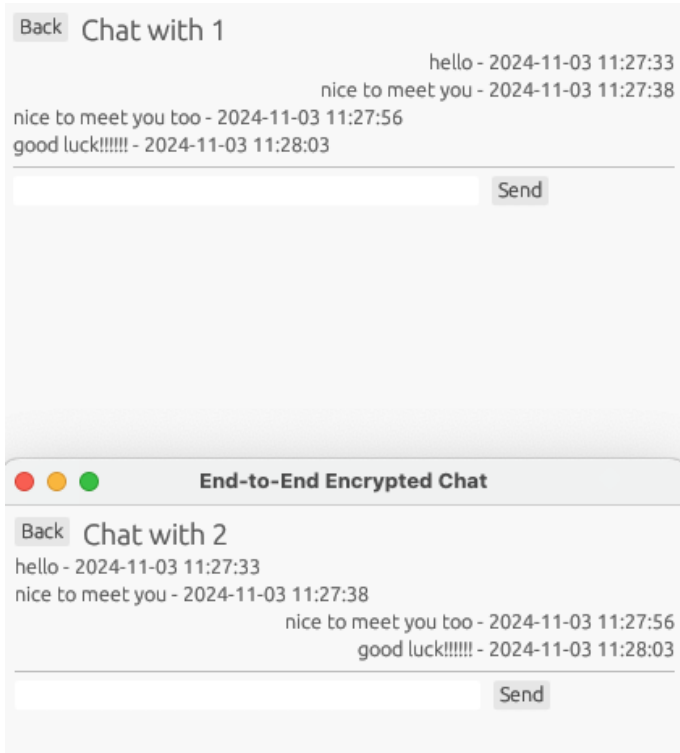 Back Chat with 1
hello - 2024-11-03 11:27:33
nice to meet you - 2024-11-03 11:27:38
nice to meet you too - 2024-11-03 11:27:56
good luck!!!!!! - 2024-11-03 11:28:03
Send
End-to-End Encrypted Chat
Back Chat with 2
hello - 2024-11-03 11:27:33
nice to meet you - 2024-11-03 11:27:38
nice to meet you too - 2024-11-03 11:27:56
good luck!!!!!! - 2024-11-03 11:28:03
Send